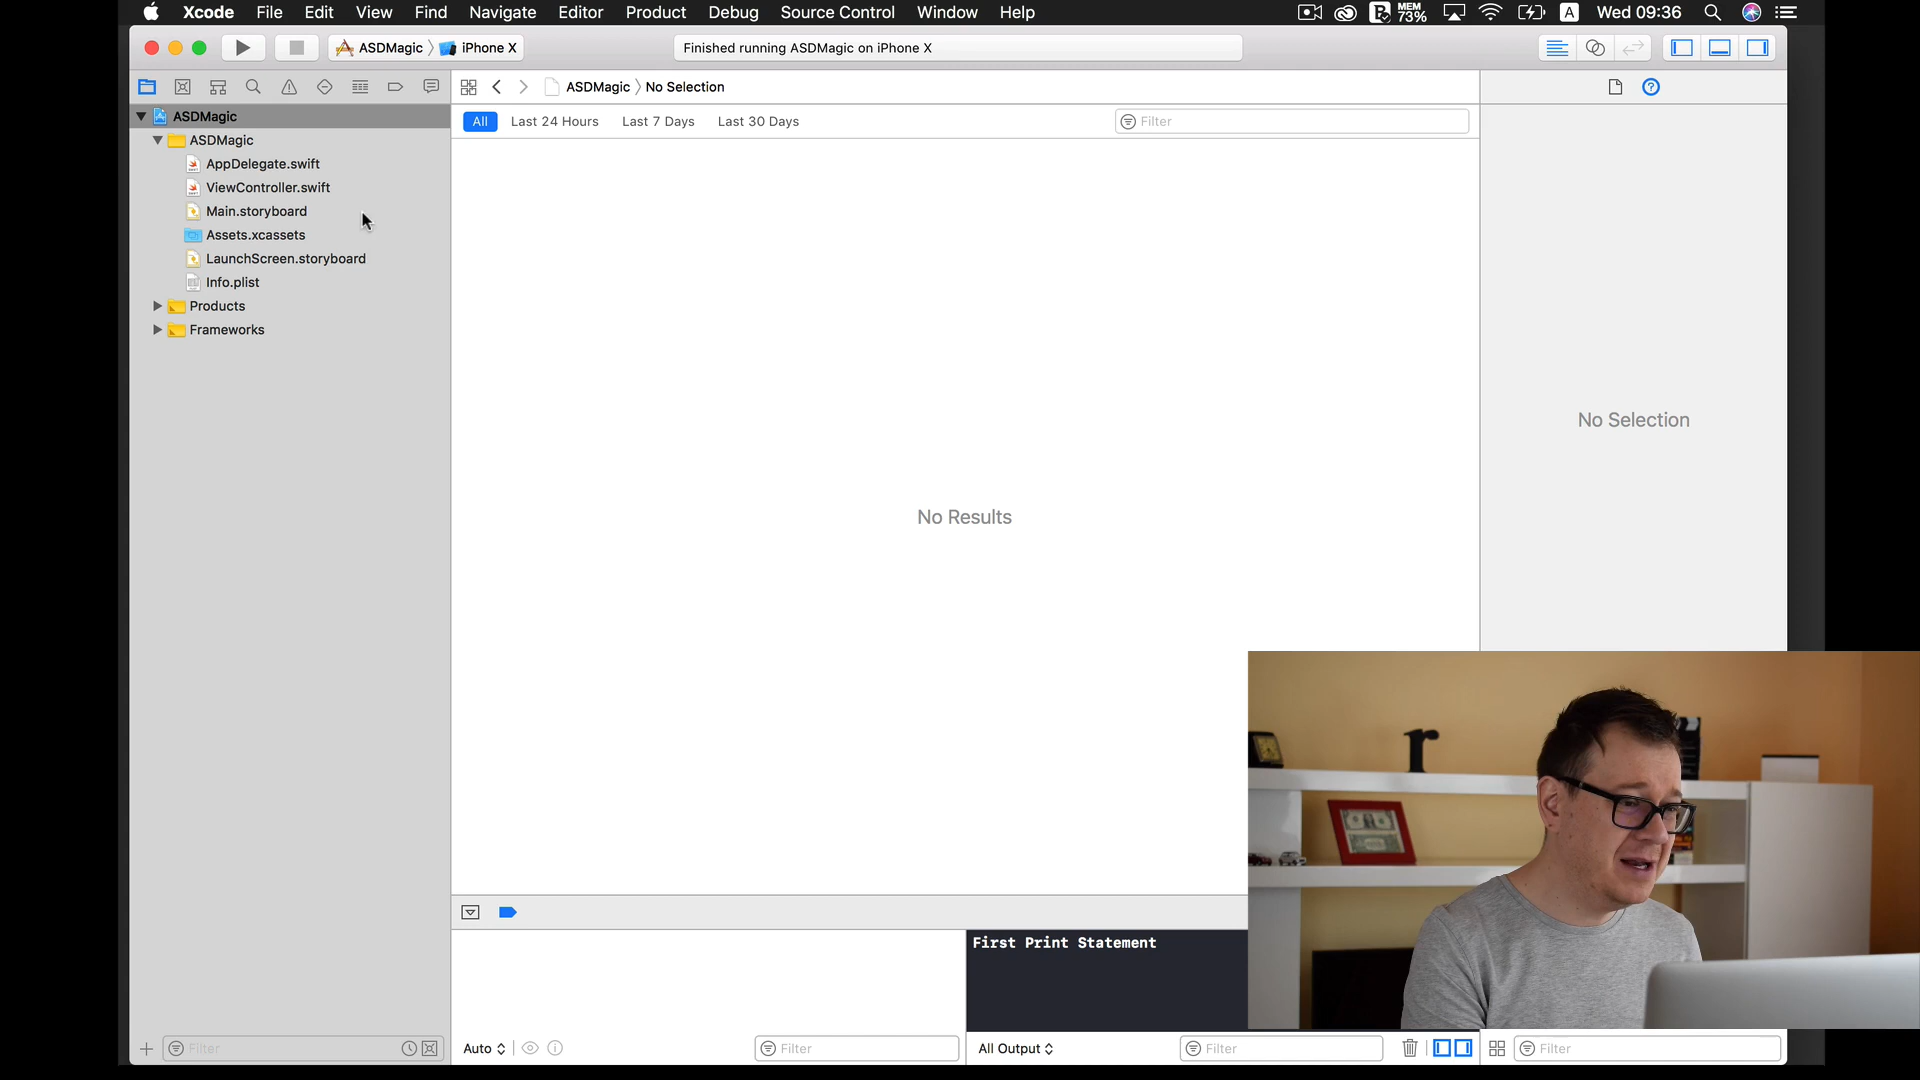 Xcode File Edit View Find Navigate Editor Product Debug Source Control Window Help MEM 73% A Wed 09:36
ASDMagic iPhone X Finished running ASDMagic on iPhone X
ASDMagic No Selection
ASDMagic
All Last 24 Hours Last 7 Days Last 30 Days Filter
ASDMagic
AppDelegate.swift
ViewController.swift
Main.storyboard
Assets.xcassets
LaunchScreen.storyboard
Info.plist
Products
Frameworks
No Selection
No Results
First Print Statement
Filter Auto Filter All Output Filter Filter